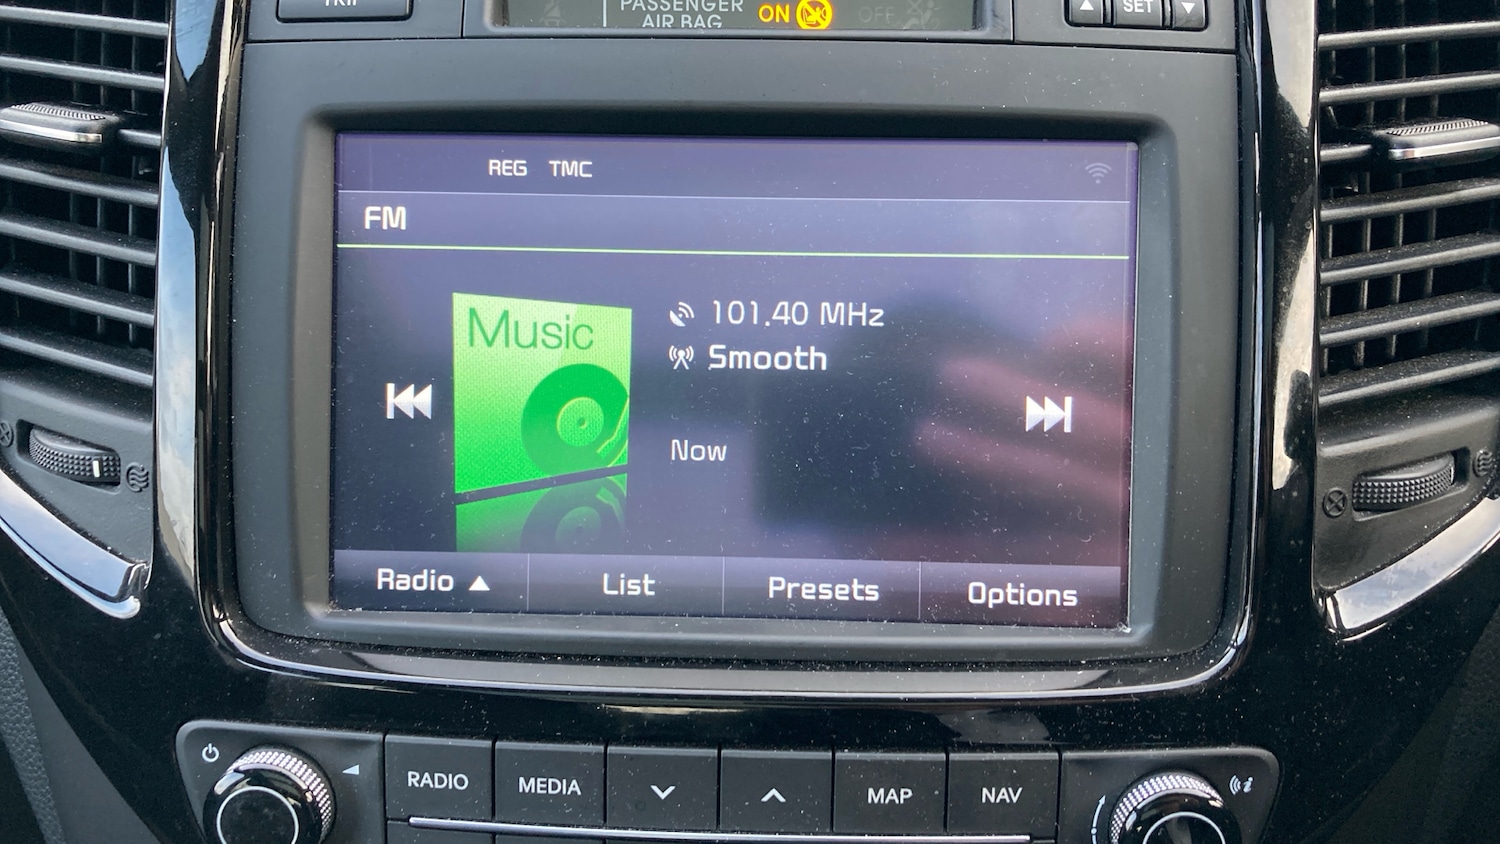 PASSENGER
AIR BAG
ON
OFF
SET
REG TMC
FM
Music
101.40 MHz
Smooth
Now
Radio
List
Presets
Options
RADIO
MEDIA
MAP
NAV